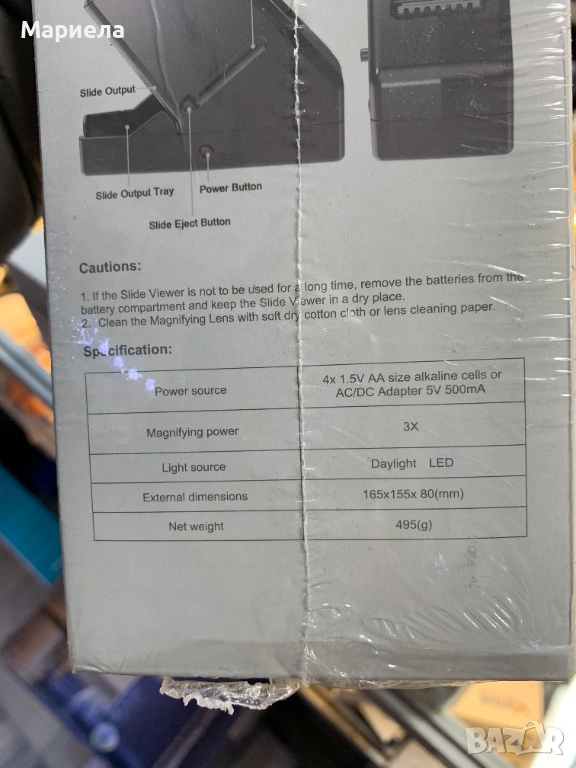 Мариела
Slide Output
Slide Output Tray
Power Button
Slide Eject Button
Cautions:
1. If the Slide Viewer is not to be used for a long time, remove the batteries from the
battery compartment and keep the Slide Viewer in a dry place.
2. Clean the Magnifying Lens with soft dry cotton cloth or lens cleaning paper.
Specification:
Power source
4x 1.5V AA size alkaline cells or
AC/DC Adapter 5V 500mA
Magnifying power
3X
Light source
Daylight LED
External dimensions
165x155x 80(mm)
Net weight
495(g)
BAZAR